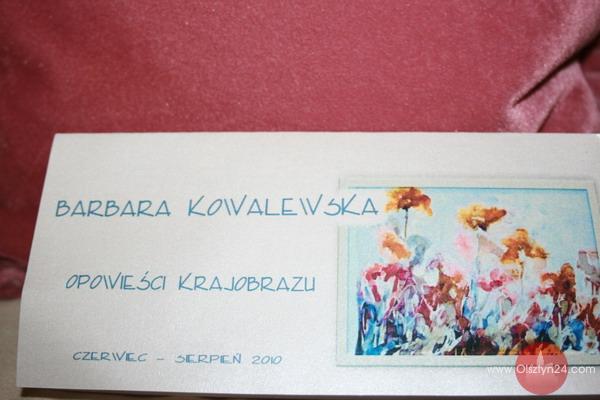 BARBARA KOWALEWSKA
OPOWIEŚCI KRAJOBRAZU
CZERWIEC - SIERPIEŃ 2010
www.Olsztyn24.com